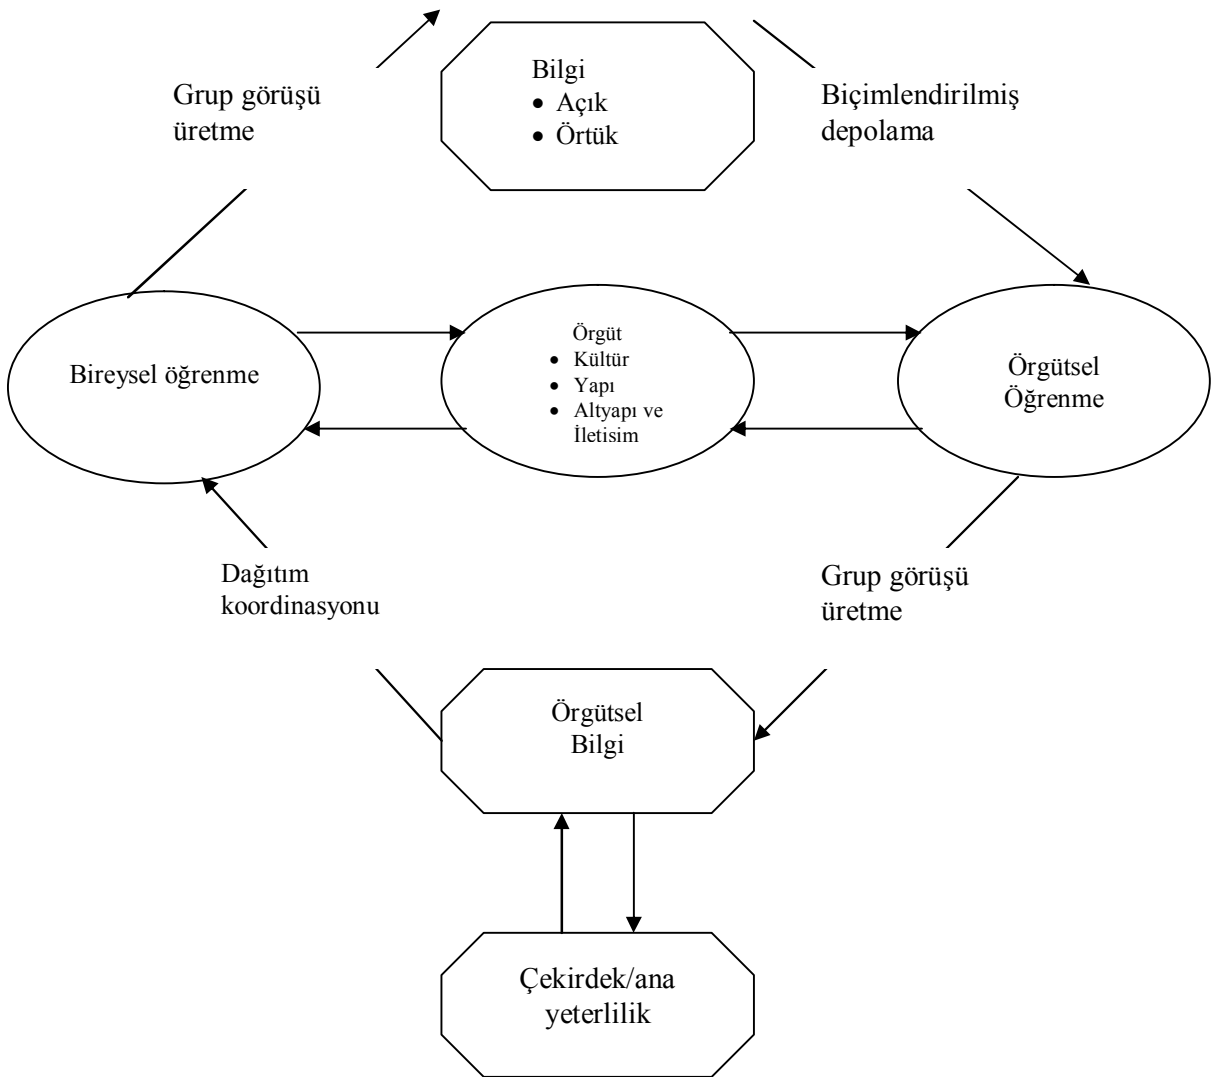 Bilgi
• Açık
• Örtük
Grup görüşü
üretme
Biçimlendirilmiş
depolama
Bireysel öğrenme
Örgüt
• Kültür
• Yapı
• Altyapı ve
İletisim
Örgütsel
Öğrenme
Dağıtım
koordinasyonu
Grup görüşü
üretme
Örgütsel
Bilgi
Çekirdek/ana
yeterlilik